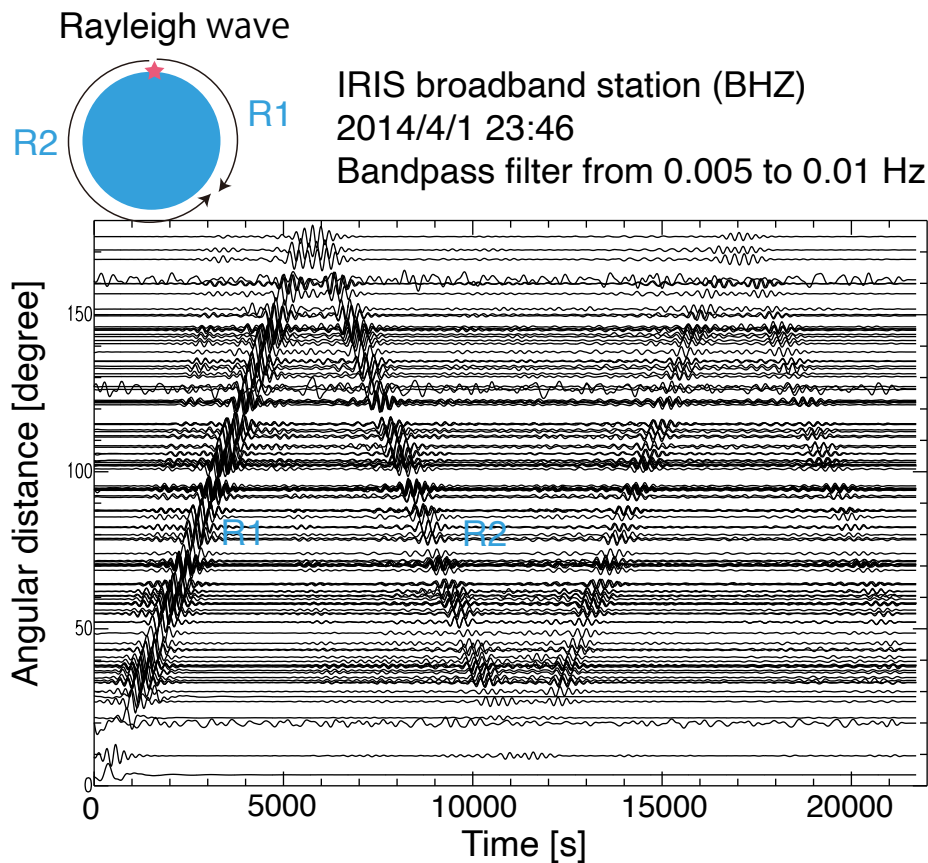 Rayleigh wave
R2
R1
IRIS broadband station (BHZ)
2014/4/1 23:46
Bandpass filter from 0.005 to 0.01 Hz
Angular distance [degree]
150
100
50
0
R1
R2
0 5000 10000 15000 20000
Time [s]